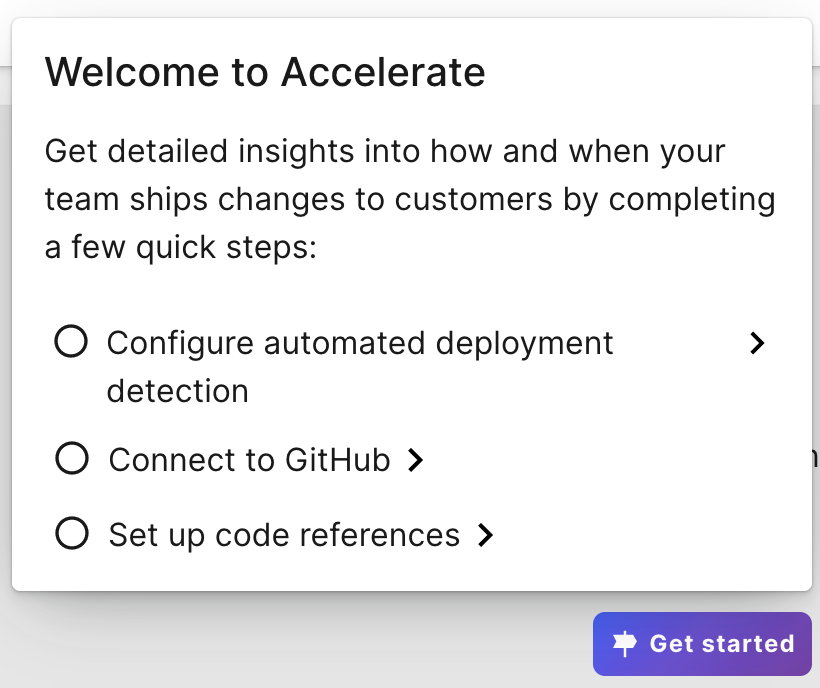 Welcome to Accelerate
Get detailed insights into how and when your
team ships changes to customers by completing
a few quick steps:
Configure automated deployment
detection
Connect to GitHub
Set up code references
Get started